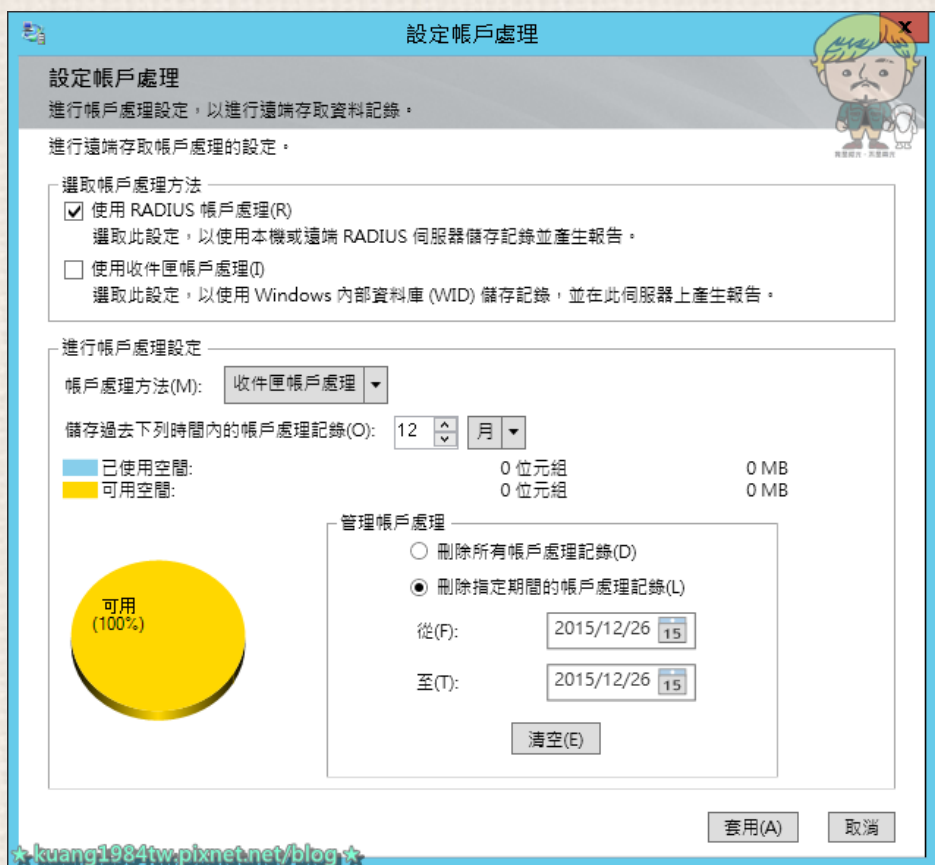 設定帳戶處理
X
設定帳戶處理
進行帳戶處理設定，以進行遠端存取資料記錄。
進行遠端存取帳戶處理的設定。
選取帳戶處理方法
使用 RADIUS 帳戶處理(R)
選取此設定，以使用本機或遠端 RADIUS 伺服器儲存記錄並產生報告。
使用收件匣帳戶處理(I)
選取此設定，以使用 Windows 內部資料庫 (WID) 儲存記錄，並在此伺服器上產生報告。
進行帳戶處理設定
帳戶處理方法(M): 收件匣帳戶處理
儲存過去下列時間內的帳戶處理記錄(O): 12 月
已使用空間: 0 位元組 0 MB
可用空間: 0 位元組 0 MB
可用
(100%)
管理帳戶處理
刪除所有帳戶處理記錄(D)
刪除指定期間的帳戶處理記錄(L)
從(F): 2015/12/26 15
至(T): 2015/12/26 15
清空(E)
套用(A) 取消
★ kuang1984tw.pixnet.net/blog ★